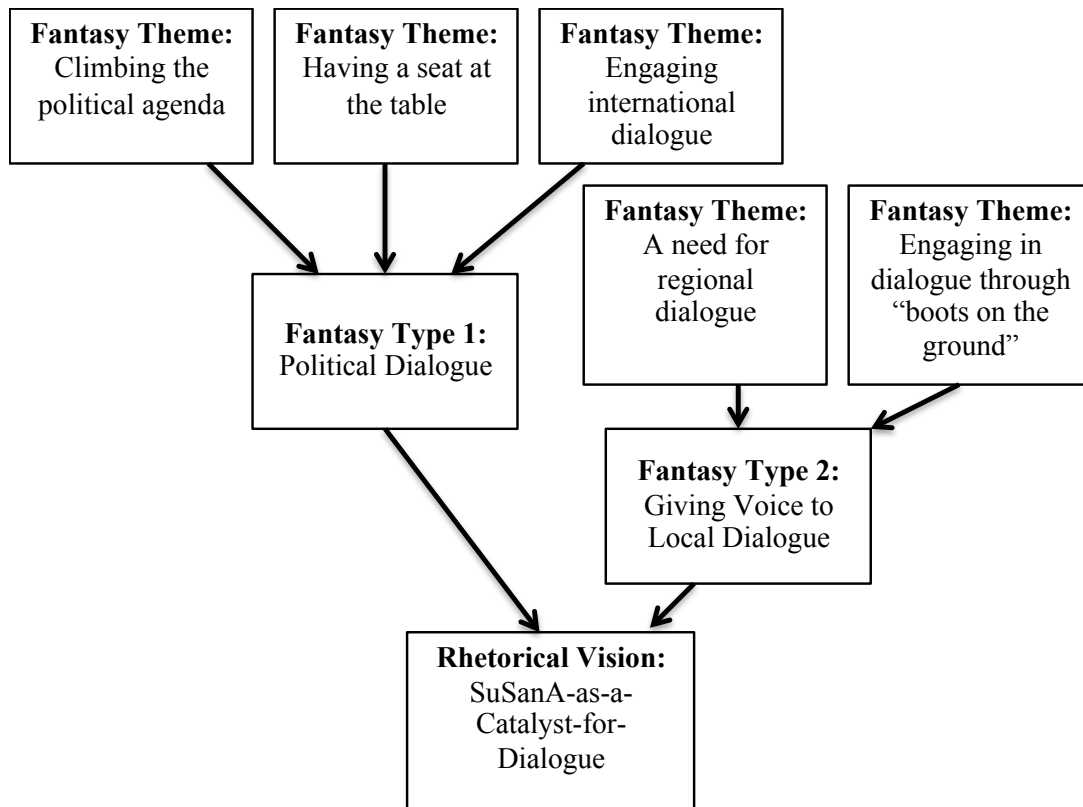 Fantasy Theme:
Climbing the
political agenda
Fantasy Theme:
Having a seat at
the table
Fantasy Theme:
Engaging
international
dialogue
Fantasy Theme:
A need for
regional
dialogue
Fantasy Theme:
Engaging in
dialogue through
“boots on the
ground”
Fantasy Type 1:
Political Dialogue
Fantasy Type 2:
Giving Voice to
Local Dialogue
Rhetorical Vision:
SuSanA-as-a-
Catalyst-for-
Dialogue